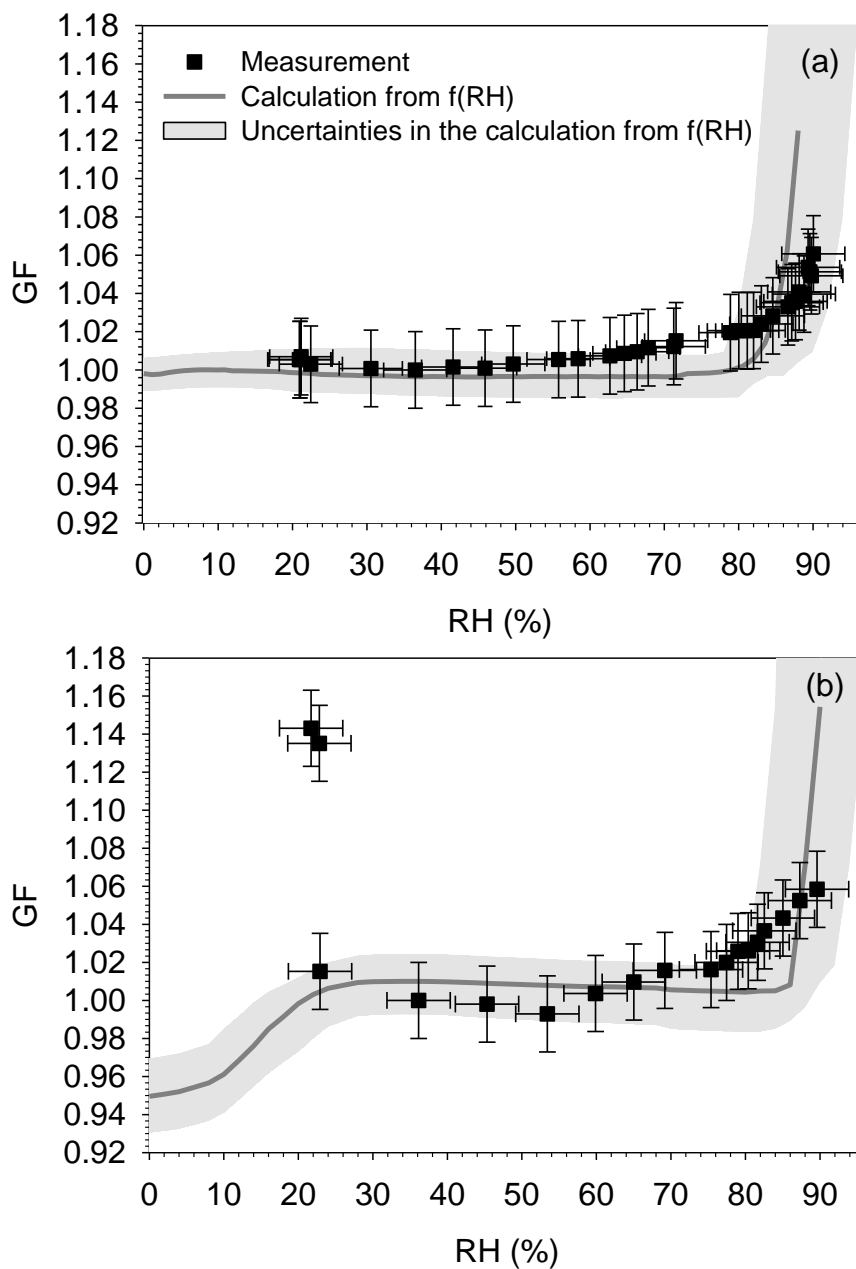 1.18
1.16
1.14
1.12
1.10
1.08
1.06
1.04
1.02
1.00
0.98
0.96
0.94
0.92
GF
(a)
Measurement
Calculation from f(RH)
Uncertainties in the calculation from f(RH)
0 10 20 30 40 50 60 70 80 90
RH (%)
1.18
1.16
1.14
1.12
1.10
1.08
1.06
1.04
1.02
1.00
0.98
0.96
0.94
0.92
GF
(b)
0 10 20 30 40 50 60 70 80 90
RH (%)